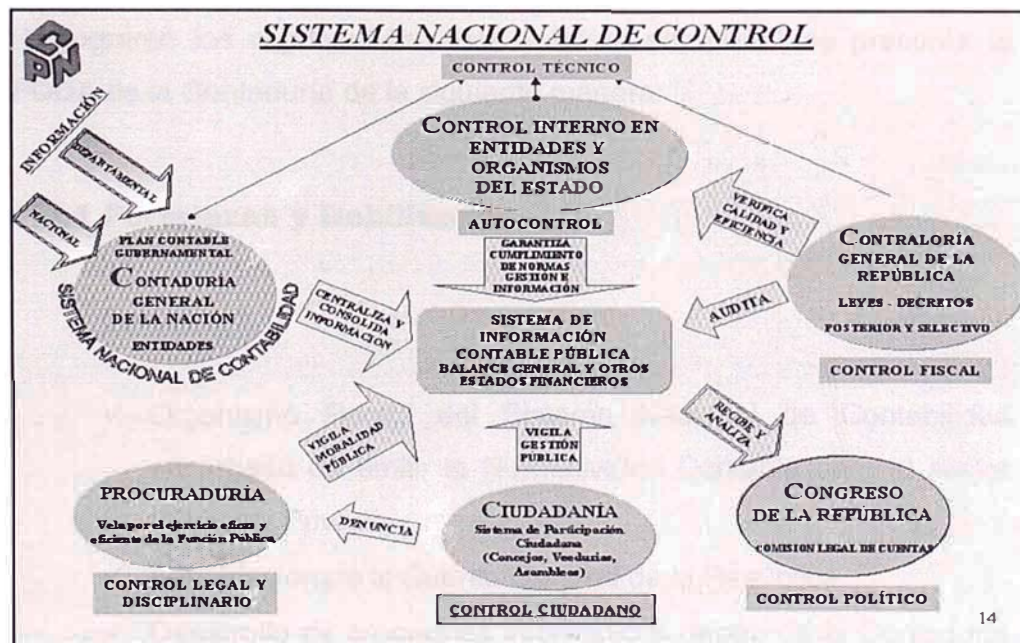 CPN
SISTEMA NACIONAL DE CONTROL
CONTROL TÉCNICO
INFORMACIÓN
DEPARTAMENTAL
NACIONAL
CONTROL INTERNO EN
ENTIDADES Y
ORGANISMOS
DEL ESTADO
AUTOCONTROL
GARANTIZA
CUMPLIMIENTO
DE NORMAS
GESTIÓN E
INFORMACIÓN
VERIFICA
CALIDAD Y
EFICIENCIA
PLAN CONTABLE
GUBERNAMENTAL
CONTADURÍA
GENERAL
DE LA NACIÓN
ENTIDADES
SISTEMA NACIONAL DE CONTABILIDAD
CENTRALIZA Y
CONSOLIDA
INFORMACIÓN
SISTEMA DE
INFORMACIÓN
CONTABLE PÚBLICA
BALANCE GENERAL Y OTROS
ESTADOS FINANCIEROS
AUDITA
CONTRALORÍA
GENERAL DE LA
REPÚBLICA
LEYES - DECRETOS
POSTERIOR Y SELECTIVO
CONTROL FISCAL
VIGILA
MORALIDAD
PÚBLICA
VIGILA
GESTIÓN
PÚBLICA
RECIBE Y
ANALIZA
PROCURADURÍA
Vela por el ejercicio eficaz y
eficiente de la Función Pública
CONTROL LEGAL Y
DISCIPLINARIO
DENUNCIA
CIUDADANÍA
Sistema de Participación
Ciudadana
(Concejos, Veedurías,
Asambleas)
CONTROL CIUDADANO
CONGRESO
DE LA REPÚBLICA
COMISION LEGAL DE CUENTAS
CONTROL POLÍTICO
14